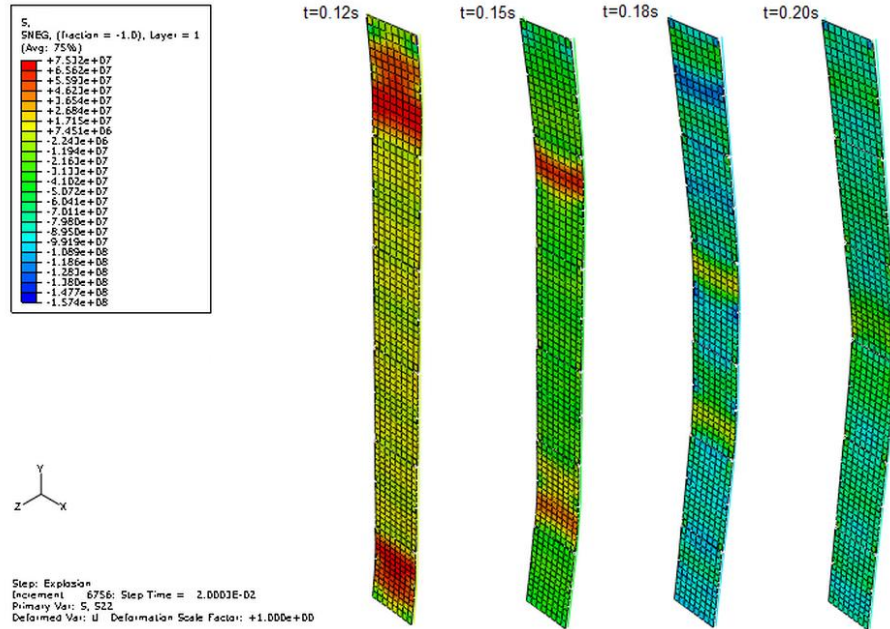 t=0.12s t=0.15s t=0.18s t=0.20s
S,
SNEG, (fraction = -1.0), Layer = 1
(Avg: 75%)
+7.532e+07
+6.562e+07
+5.593e+07
+4.623e+07
+3.654e+07
+2.684e+07
+1.715e+07
+7.451e+06
-2.243e+06
-1.194e+07
-2.163e+07
-3.133e+07
-4.102e+07
-5.072e+07
-6.041e+07
-7.011e+07
-7.980e+07
-8.950e+07
-9.919e+07
-1.089e+08
-1.186e+08
-1.283e+08
-1.380e+08
-1.477e+08
-1.574e+08
Y
Z X
Step: Explosion
Increment 6756: Step Time = 2.0003E-02
Primary Var: S, S22
Deformed Var: U Deformation Scale Factor: +1.000e+00